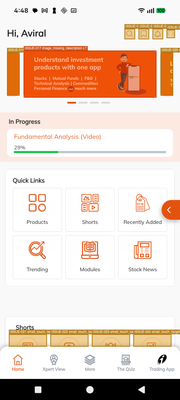 4:48
Hi, Aviral
Understand investment
products with one app
Stocks | Mutual Funds | F&O |
Technical Analysis | Commodities
Personal Finance
much more
In Progress
Fundamental Analysis (Video)
29%
Quick Links
Products
Shorts
Recently Added
Trending
Modules
Stock News
Shorts
Home
Xpert View
More
The Quiz
Trading App